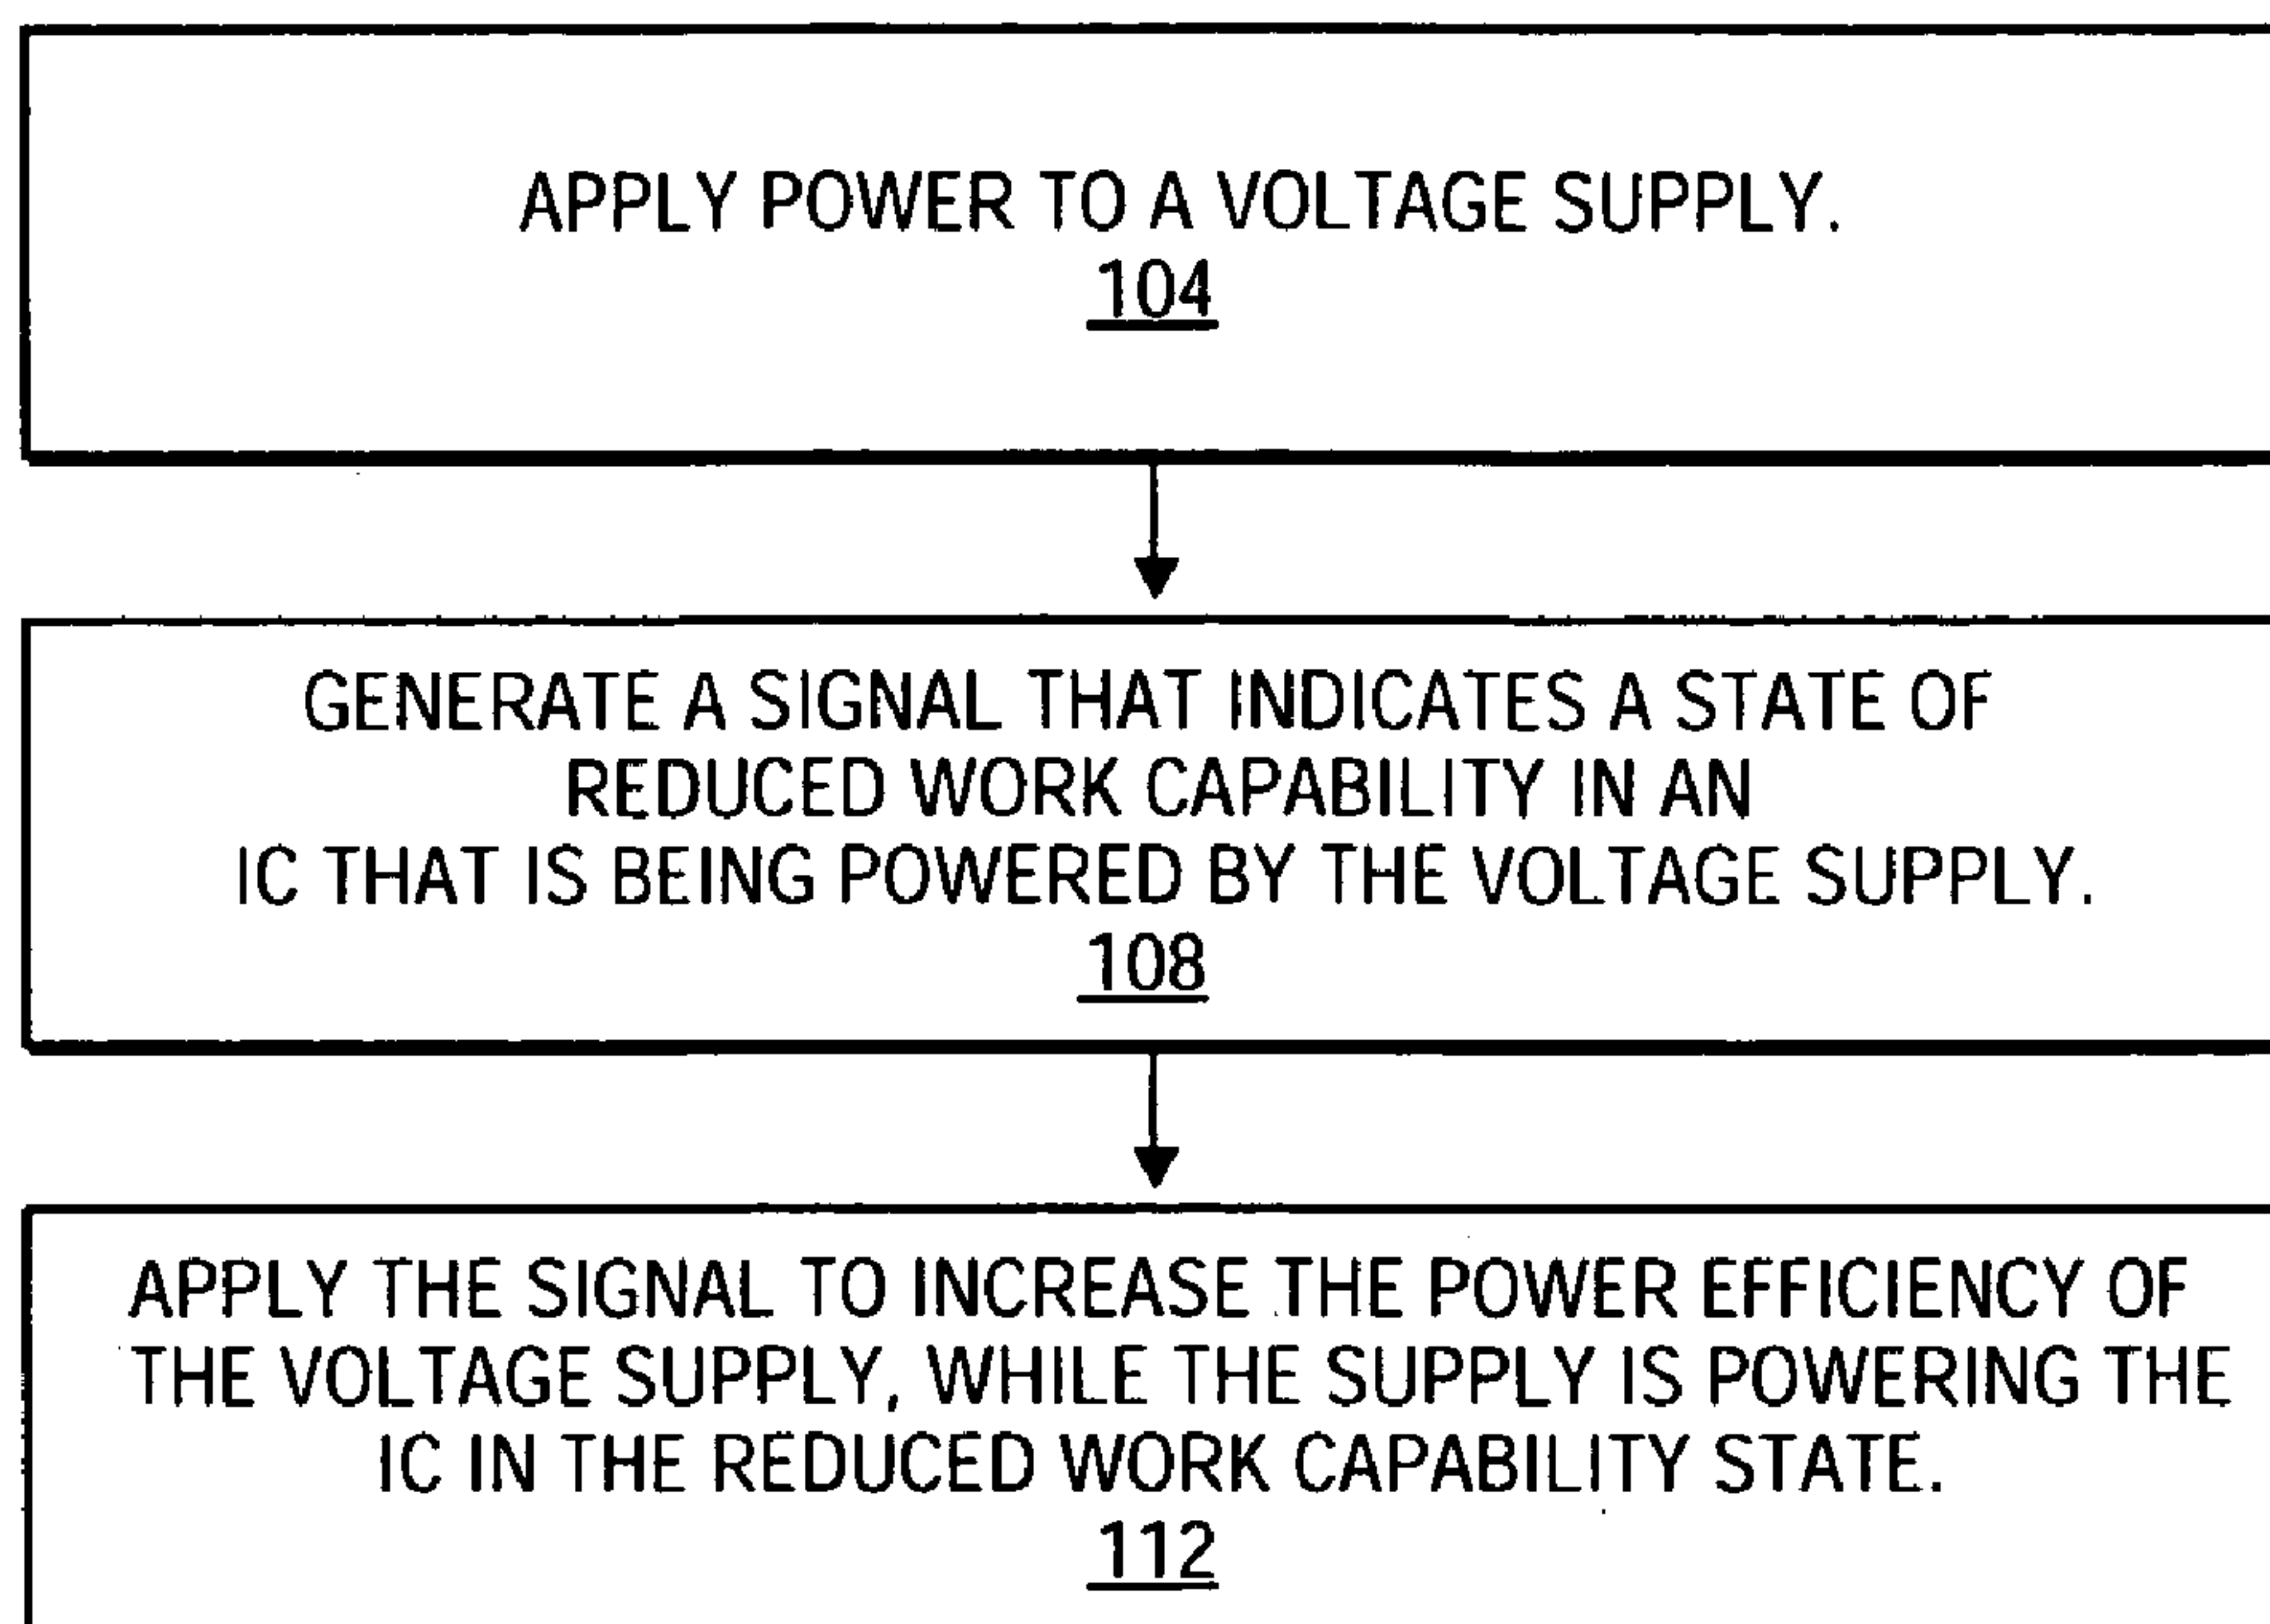 APPLY POWER TO A VOLTAGE SUPPLY.
104
GENERATE A SIGNAL THAT INDICATES A STATE OF
REDUCED WORK CAPABILITY IN AN
IC THAT IS BEING POWERED BY THE VOLTAGE SUPPLY.
108
APPLY THE SIGNAL TO INCREASE THE POWER EFFICIENCY OF
THE VOLTAGE SUPPLY, WHILE THE SUPPLY IS POWERING THE
IC IN THE REDUCED WORK CAPABILITY STATE.
112